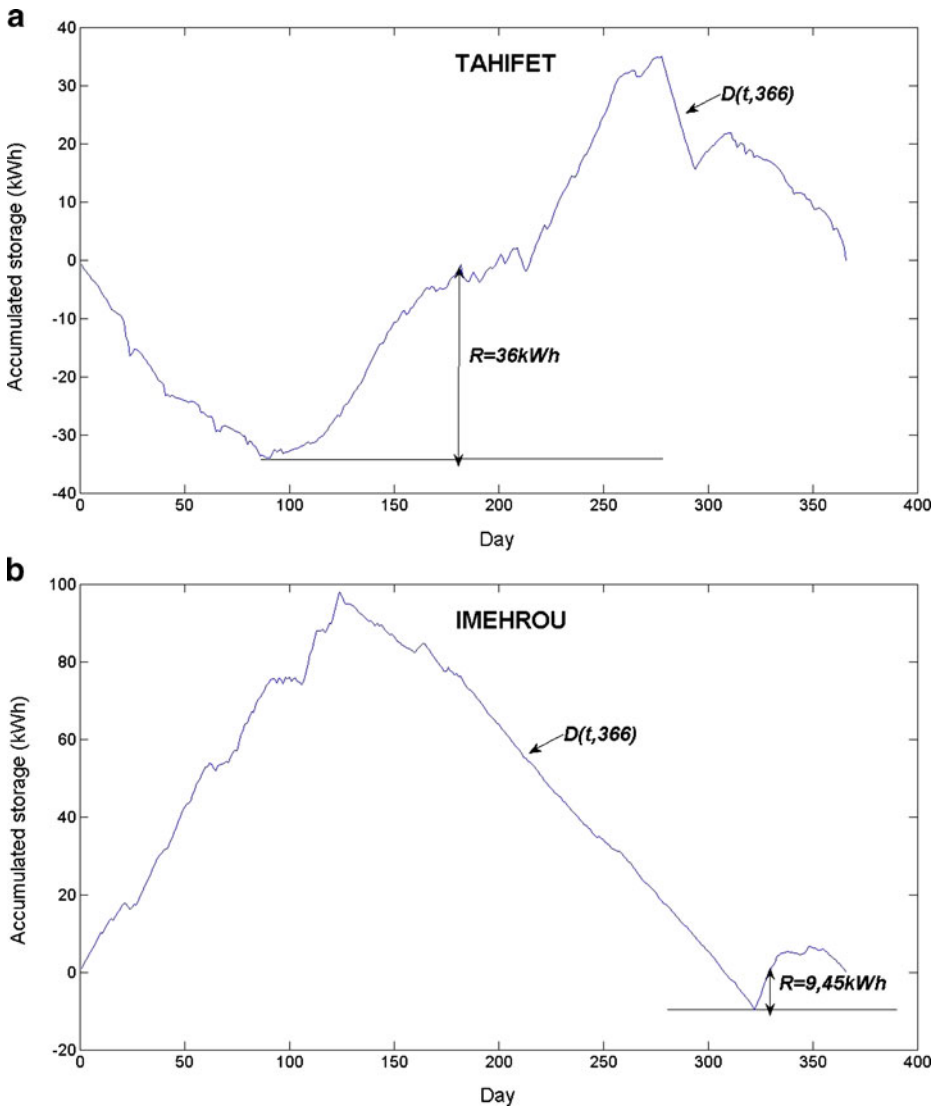 a
TAHIFET
D(t,366)
R=36kWh
Accumulated storage (kWh)
40
30
20
10
0
-10
-20
-30
-40
0 50 100 150 200 250 300 350 400
Day
b
IMEHROU
D(t,366)
R=9,45kWh
Accumulated storage (kWh)
100
80
60
40
20
0
-20
0 50 100 150 200 250 300 350 400
Day